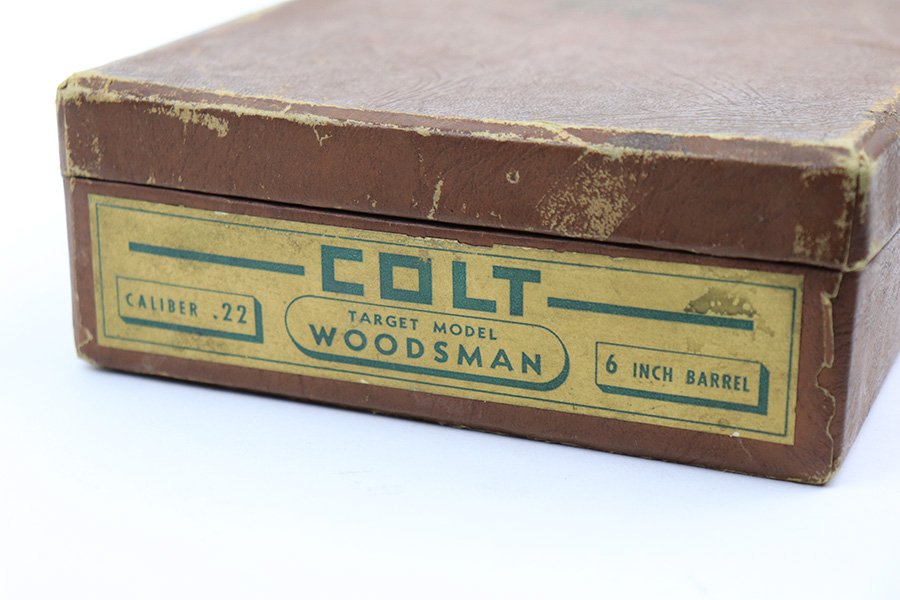 COLT
CALIBER .22
TARGET MODEL
WOODSMAN
6 INCH BARREL